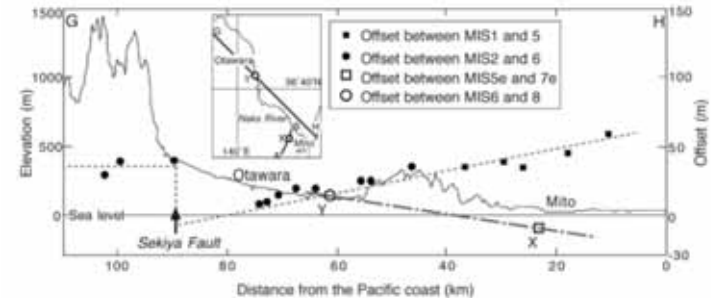 G
H
1500
1000
500
0
Elevation (m)
150
100
50
0
-30
Offset (m)
Offset between MIS1 and 5
Offset between MIS2 and 6
Offset between MIS5e and 7e
Offset between MIS6 and 8
Otawara
Y
36°40'N
Naka River
X
Mito
H
140°E
Otawara
Mito
Sea level
Y
X
Sekiya Fault
100
80
60
40
20
0
Distance from the Pacific coast (km)